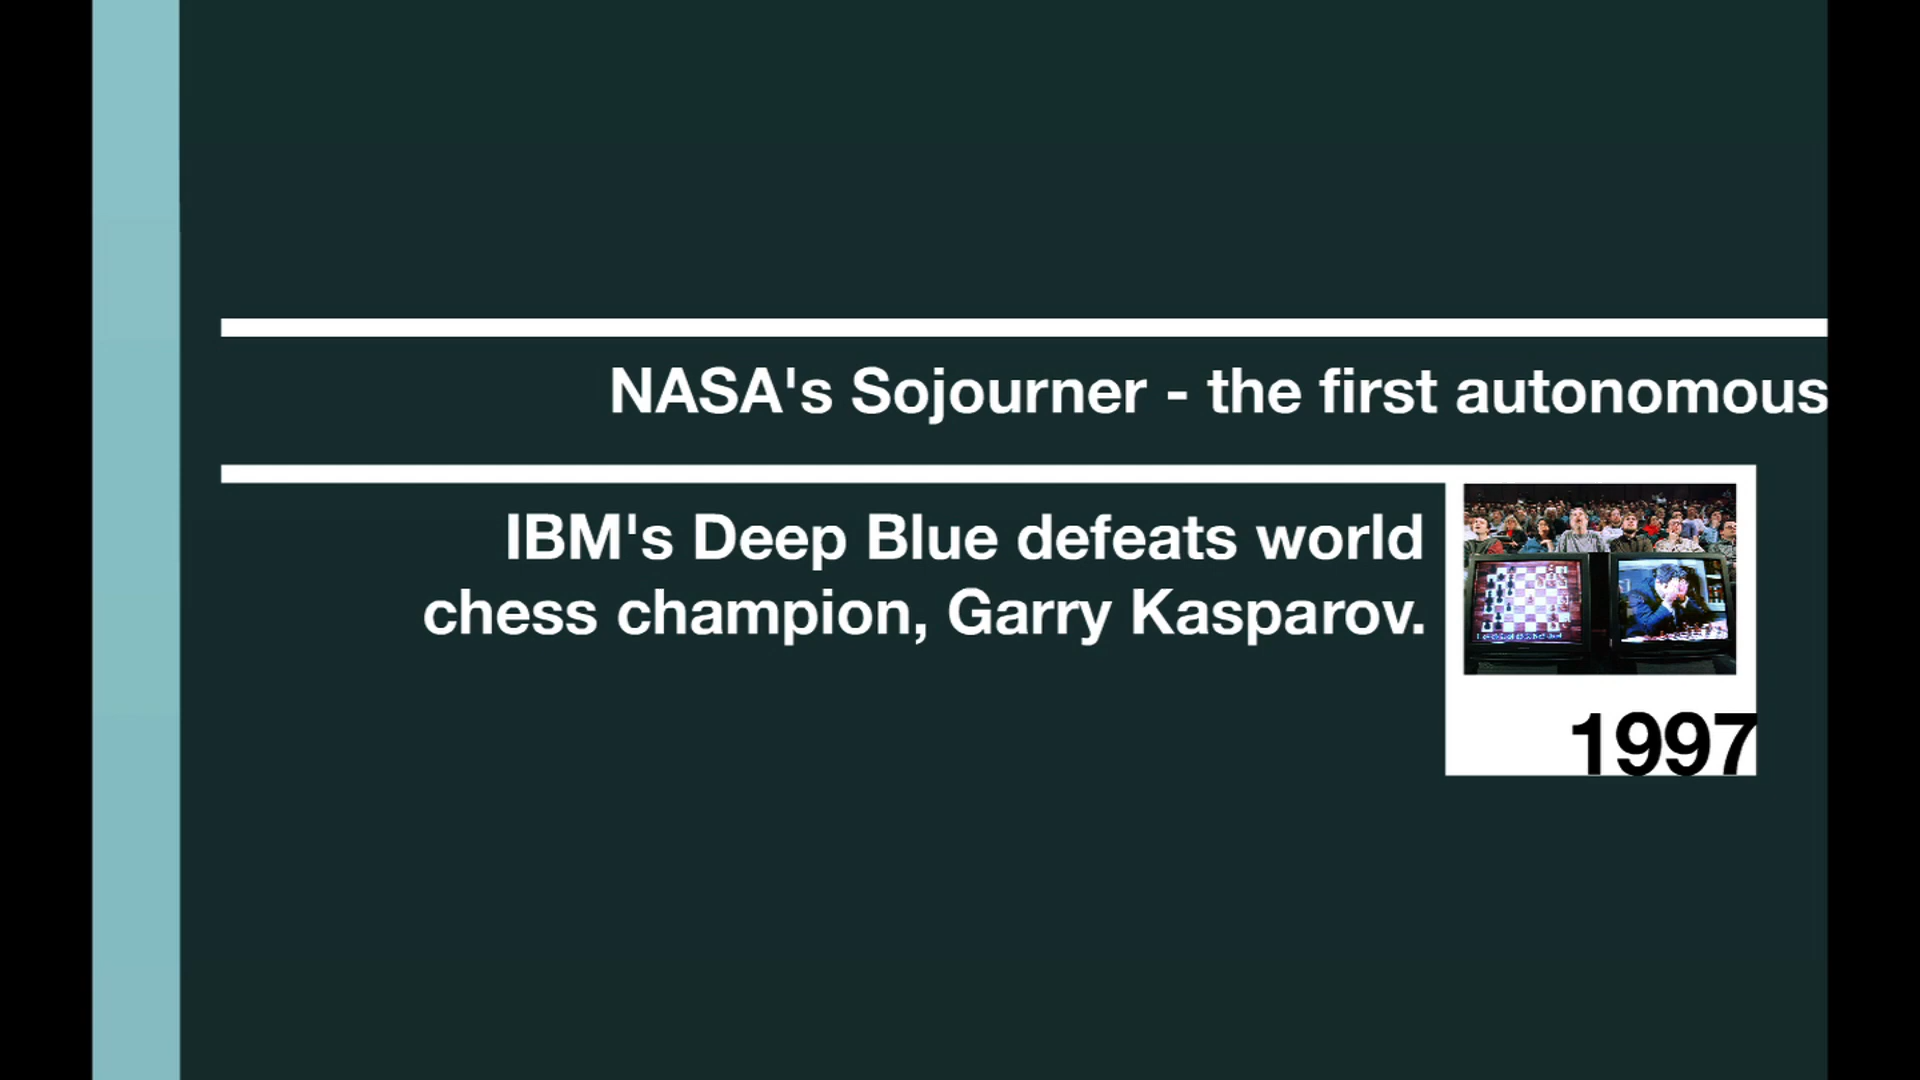 NASA's Sojourner - the first autonomous
IBM's Deep Blue defeats world
chess champion, Garry Kasparov.
1997